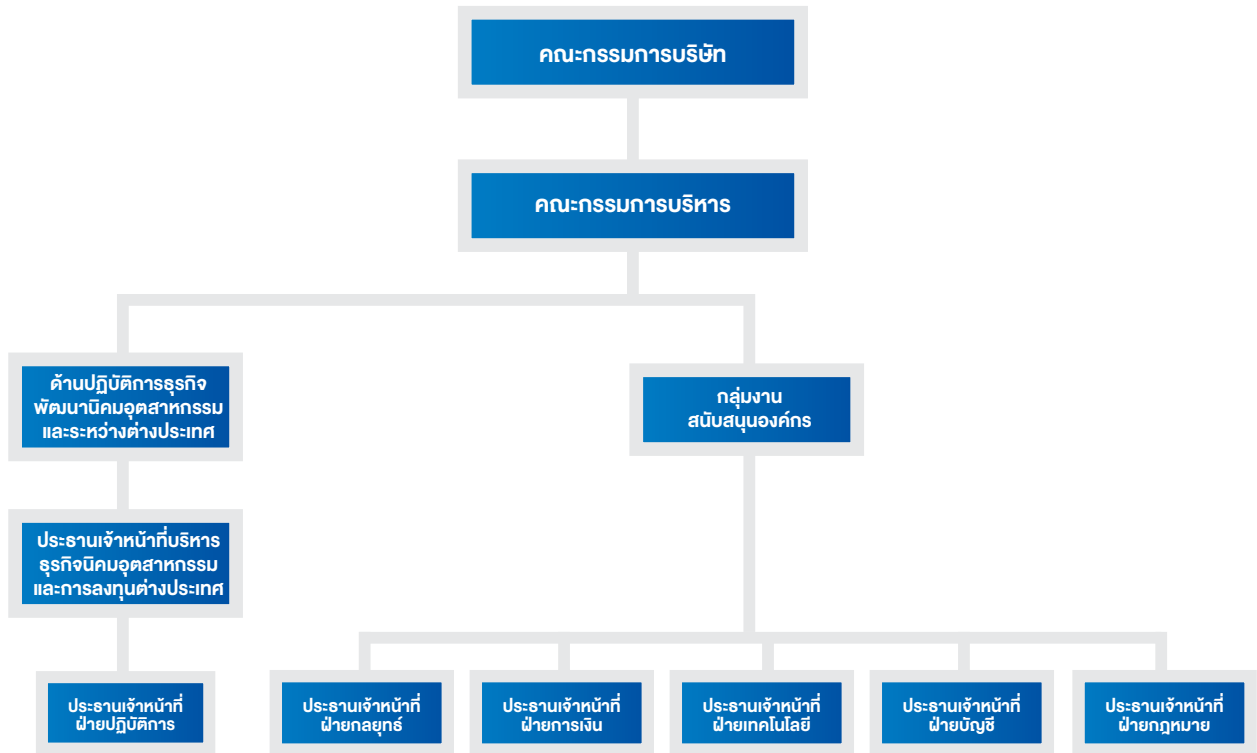 คณะกรรมการบริษัท
คณะกรรมการบริหาร
ด้านปฏิบัติการธุรกิจ
พัฒนานิคมอุตสาหกรรม
และระหว่างต่างประเทศ
กลุ่มงาน
สนับสนุนองค์กร
ประธานเจ้าหน้าที่บริหาร
ธุรกิจนิคมอุตสาหกรรม
และการลงทุนต่างประเทศ
ประธานเจ้าหน้าที่
ฝ่ายปฏิบัติการ
ประธานเจ้าหน้าที่
ฝ่ายกลยุทธ์
ประธานเจ้าหน้าที่
ฝ่ายการเงิน
ประธานเจ้าหน้าที่
ฝ่ายเทคโนโลยี
ประธานเจ้าหน้าที่
ฝ่ายบัญชี
ประธานเจ้าหน้าที่
ฝ่ายกฎหมาย